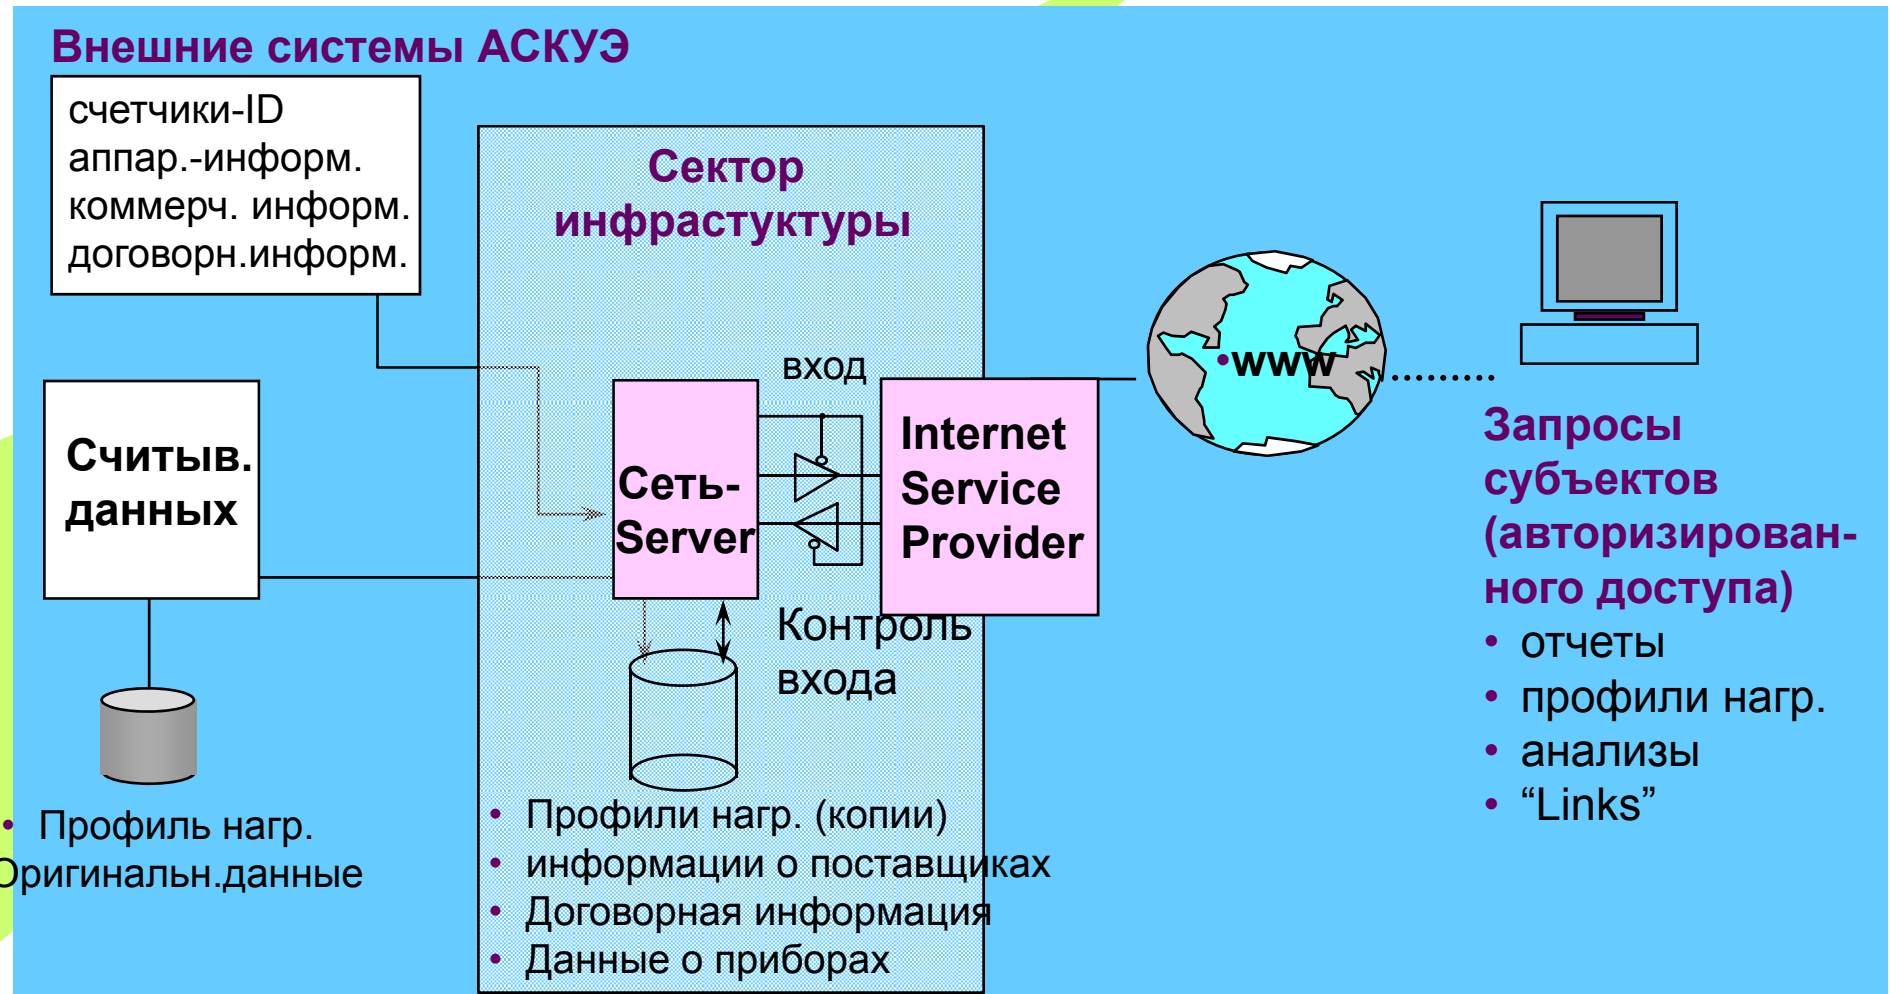 Внешние системы АСКУЭ
счетчики-ID
аппар.-информ.
коммерч. информ.
договорн.информ.
Сектор
инфрастуктуры
Считыв.
данных
• Профиль нагр.
Оригинальн.данные
вход
Сеть-
Server
Internet
Service
Provider
Контроль
входа
• Профили нагр. (копии)
• информации о поставщиках
• Договорная информация
• Данные о приборах
•www
Запросы
субъектов
(авторизирован-
ного доступа)
• отчеты
• профили нагр.
• анализы
• “Links”